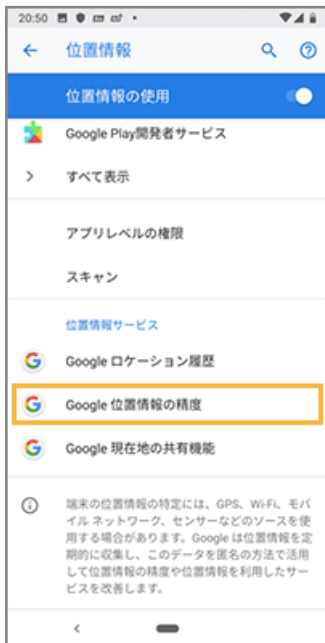 20:50
位置情報
位置情報の使用
Google Play開発者サービス
すべて表示
アプリレベルの権限
スキャン
位置情報サービス
Google ロケーション履歴
Google 位置情報の精度
Google 現在地の共有機能
端末の位置情報の特定には、GPS、Wi-Fi、モバ
イル ネットワーク、センサーなどのソースを使
用する場合があります。Google は位置情報を定
期的に収集し、このデータを匿名の方法で活用
して位置情報の精度や位置情報を利用したサー
ビスを改善します。